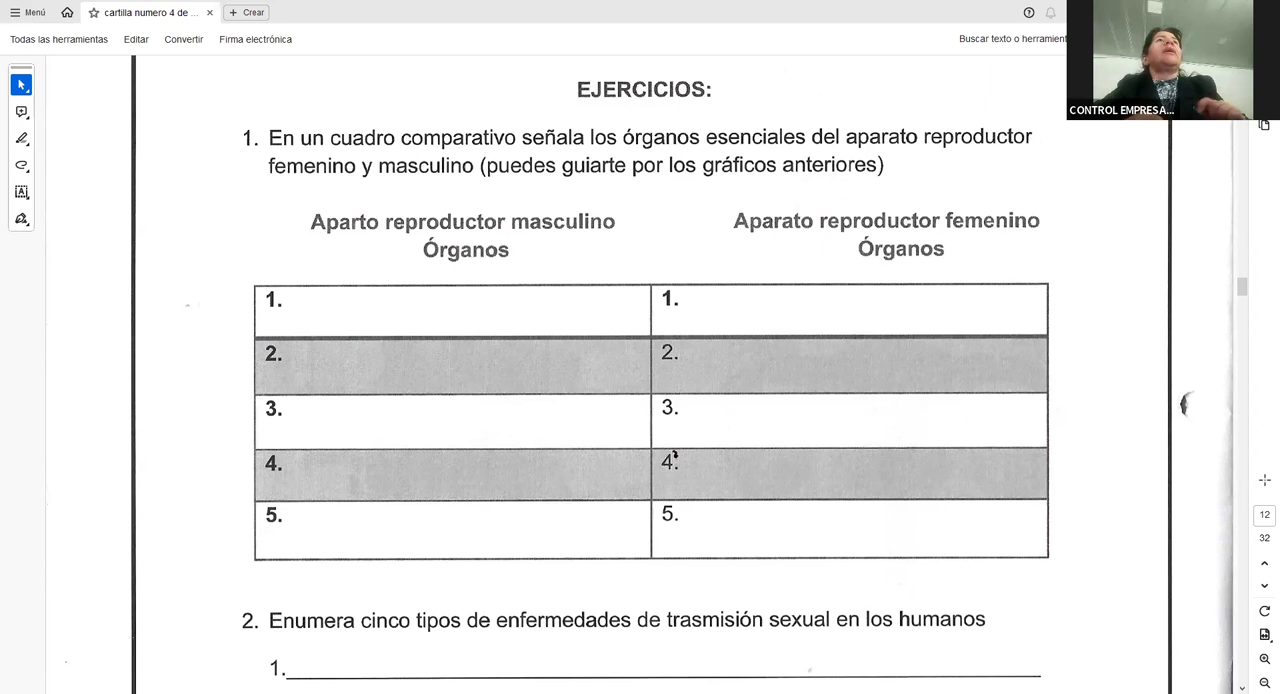 Menú
cartilla numero 4 de ...
Crear
Todas las herramientas
Editar
Convertir
Firma electrónica
Buscar texto o herramient
CONTROL EMPRESA...
EJERCICIOS:
1. En un cuadro comparativo señala los órganos esenciales del aparato reproductor
femenino y masculino (puedes guiarte por los gráficos anteriores)
Aparto reproductor masculino
Órganos
Aparato reproductor femenino
Órganos
1.
1.
2.
2.
3.
3.
4.
4.
5.
5.
2. Enumera cinco tipos de enfermedades de trasmisión sexual en los humanos
1.
12
32